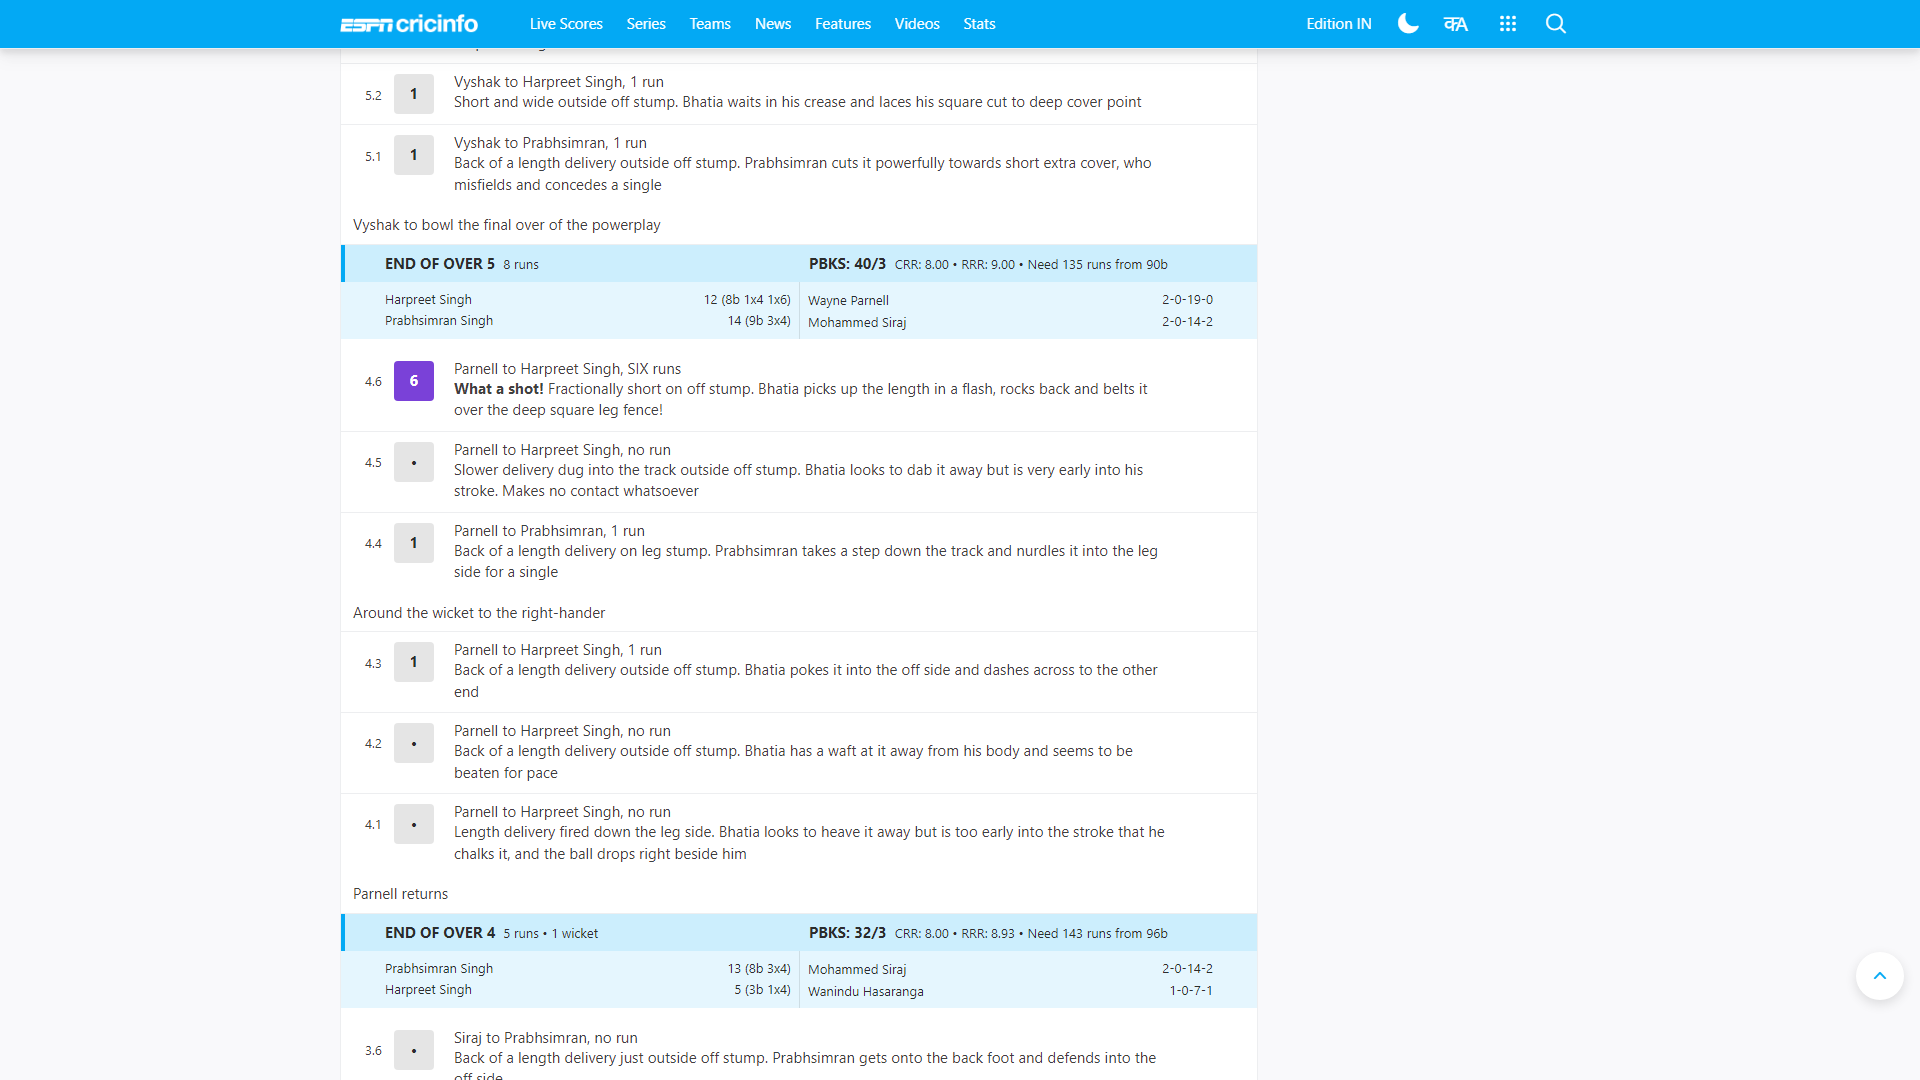 ESPN cricinfo Live Scores Series Teams News Features Videos Stats Edition IN क A
5.2 1 Vyshak to Harpreet Singh, 1 run
Short and wide outside off stump. Bhatia waits in his crease and laces his square cut to deep cover point
5.1 1 Vyshak to Prabhsimran, 1 run
Back of a length delivery outside off stump. Prabhsimran cuts it powerfully towards short extra cover, who
misfields and concedes a single
Vyshak to bowl the final over of the powerplay
END OF OVER 5 8 runs PBKS: 40/3 CRR: 8.00 • RRR: 9.00 • Need 135 runs from 90b
Harpreet Singh 12 (8b 1x4 1x6) Wayne Parnell 2-0-19-0
Prabhsimran Singh 14 (9b 3x4) Mohammed Siraj 2-0-14-2
4.6 6 Parnell to Harpreet Singh, SIX runs
What a shot! Fractionally short on off stump. Bhatia picks up the length in a flash, rocks back and belts it
over the deep square leg fence!
4.5 • Parnell to Harpreet Singh, no run
Slower delivery dug into the track outside off stump. Bhatia looks to dab it away but is very early into his
stroke. Makes no contact whatsoever
4.4 1 Parnell to Prabhsimran, 1 run
Back of a length delivery on leg stump. Prabhsimran takes a step down the track and nurdles it into the leg
side for a single
Around the wicket to the right-hander
4.3 1 Parnell to Harpreet Singh, 1 run
Back of a length delivery outside off stump. Bhatia pokes it into the off side and dashes across to the other
end
4.2 • Parnell to Harpreet Singh, no run
Back of a length delivery outside off stump. Bhatia has a waft at it away from his body and seems to be
beaten for pace
4.1 • Parnell to Harpreet Singh, no run
Length delivery fired down the leg side. Bhatia looks to heave it away but is too early into the stroke that he
chalks it, and the ball drops right beside him
Parnell returns
END OF OVER 4 5 runs • 1 wicket PBKS: 32/3 CRR: 8.00 • RRR: 8.93 • Need 143 runs from 96b
Prabhsimran Singh 13 (8b 3x4) Mohammed Siraj 2-0-14-2
Harpreet Singh 5 (3b 1x4) Wanindu Hasaranga 1-0-7-1
3.6 • Siraj to Prabhsimran, no run
Back of a length delivery just outside off stump. Prabhsimran gets onto the back foot and defends into the
off side